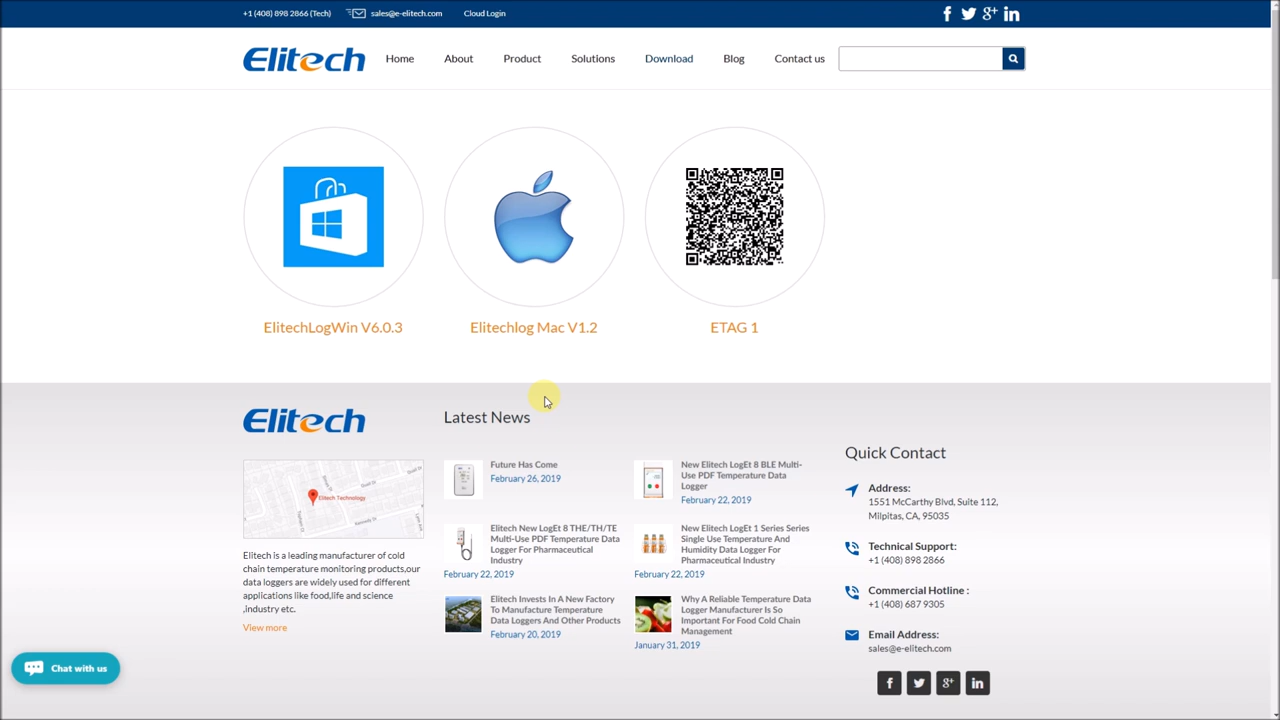 +1 (408) 898 2866 (Tech)
sales@e-elitech.com
Cloud Login
Elitech
Home
About
Product
Solutions
Download
Blog
Contact us
ElitechLogWin V6.0.3
Elitechlog Mac V1.2
ETAG 1
Elitech
Elitech Technology
Elitech is a leading manufacturer of cold
chain temperature monitoring products,our
data loggers are widely used for different
applications like food,life and science
,industry etc.
View more
Latest News
Future Has Come
February 26, 2019
New Elitech LogEt 8 BLE Multi-
Use PDF Temperature Data
Logger
February 22, 2019
Elitech New LogEt 8 THE/TH/TE
Multi-Use PDF Temperature Data
Logger For Pharmaceutical
Industry
February 22, 2019
New Elitech LogEt 1 Series Series
Single Use Temperature And
Humidity Data Logger For
Pharmaceutical Industry
February 22, 2019
Elitech Invests In A New Factory
To Manufacture Temperature
Data Loggers And Other Products
February 20, 2019
Why A Reliable Temperature Data
Logger Manufacturer Is So
Important For Food Cold Chain
Management
January 31, 2019
Quick Contact
Address:
1551 McCarthy Blvd, Suite 112,
Milpitas, CA, 95035
Technical Support:
+1 (408) 898 2866
Commercial Hotline :
+1 (408) 687 9305
Email Address:
sales@e-elitech.com
Chat with us